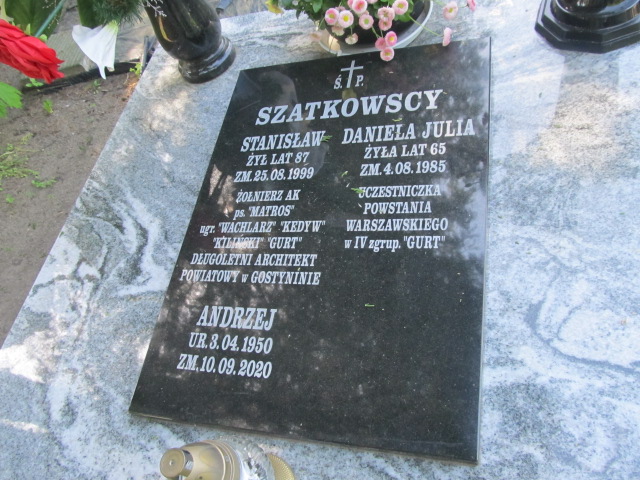 Ś. P.
SZATKOWSCY
STANISŁAW
ŻYŁ LAT 87
ZM. 25.08.1999
ŻOŁNIERZ AK
ps. "MATROS"
ugr. "WACHLARZ" "KEDYW"
"KILIŃSKI" "GURT"
DŁUGOLETNI ARCHITEKT
POWIATOWY w GOSTYNINIE
DANIELA JULIA
ŻYŁA LAT 65
ZM. 4.08.1985
UCZESTNICZKA
POWSTANIA
WARSZAWSKIEGO
w IV zgrup. "GURT"
ANDRZEJ
UR. 3. 04. 1950
ZM, 10. 09. 2020